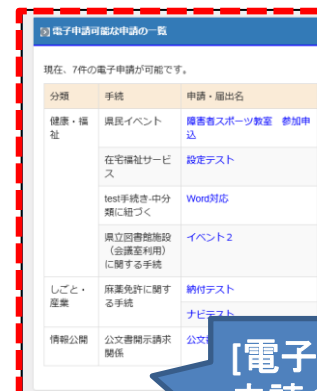 電子申請可能な申請の一覧
現在、7件の電子申請が可能です。
分類 手続 申請・届出名
健康・福祉 県民イベント 障害者スポーツ教室 参加申込
在宅福祉サービス 設定テスト
test手続き-中分類に紐づく Word対応
県立図書館施設（会議室利用）に関する手続 イベント2
しごと・産業 麻薬免許に関する手続 納付テスト
ナビテスト
情報公開 公文書開示請求関係 公文
[電子